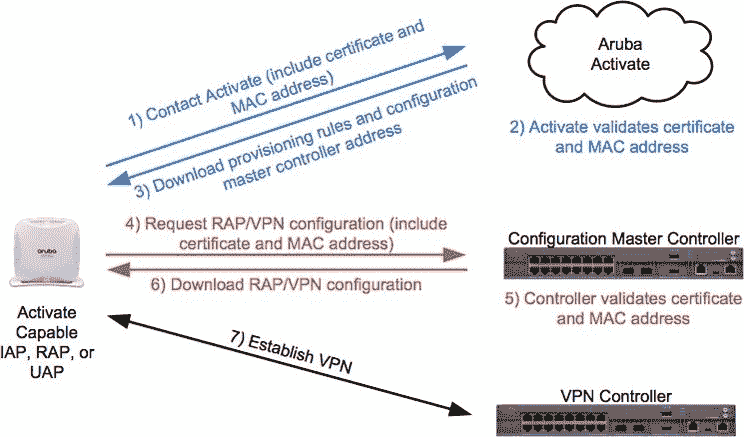 Aruba
Activate
1) Contact Activate (include certificate and
MAC address)
2) Activate validates certificate
and MAC address
3) Download provisioning rules and configuration
master controller address
4) Request RAP/VPN configuration (include
certificate and MAC address)
Configuration Master Controller
6) Download RAP/VPN configuration
5) Controller validates certificate
and MAC address
aruba
Activate
Capable
IAP, RAP, or
UAP
7) Establish VPN
VPN Controller